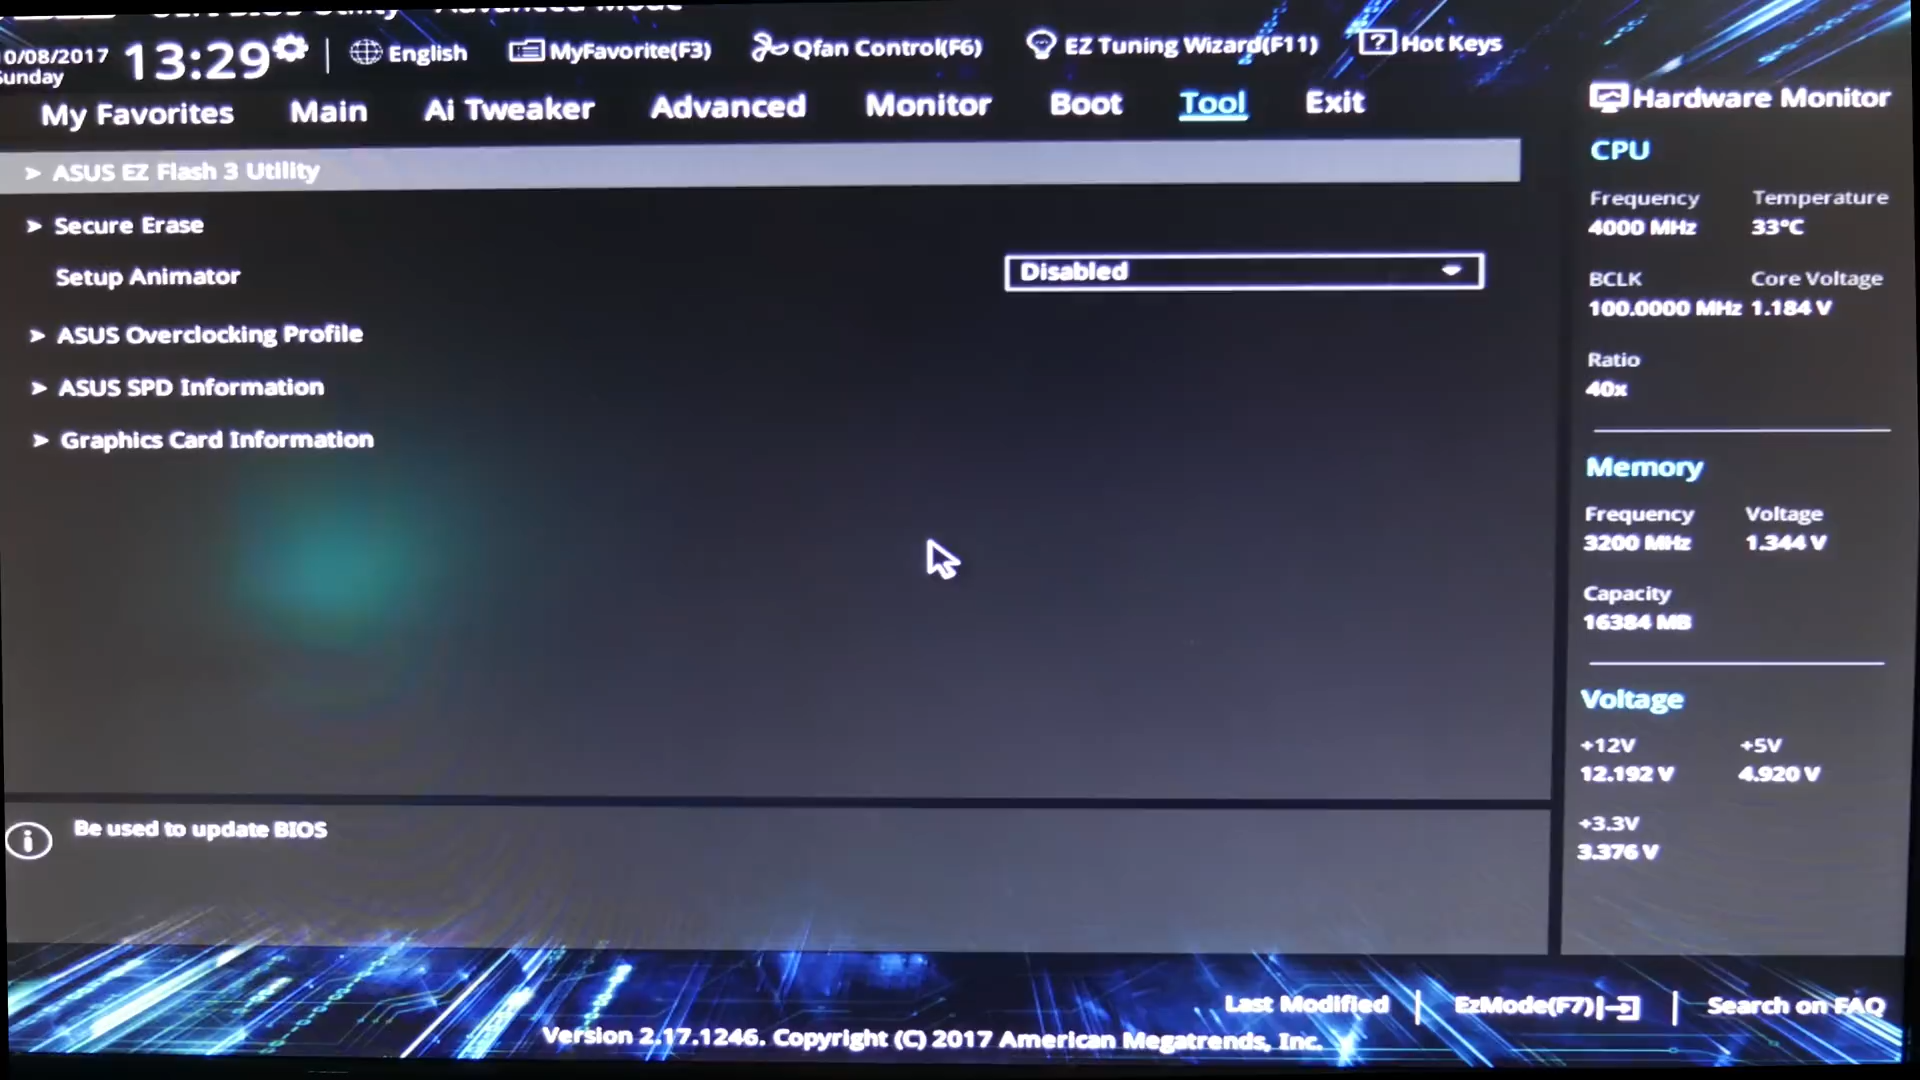 Utility - Advanced Mode
0/08/2017 13:29 English MyFavorite(F3) Qfan Control(F6) EZ Tuning Wizard(F11) ? Hot Keys
Sunday
My Favorites Main Ai Tweaker Advanced Monitor Boot Tool Exit
> ASUS EZ Flash 3 Utility
> Secure Erase
Setup Animator Disabled
> ASUS Overclocking Profile
> ASUS SPD Information
> Graphics Card Information
i Be used to update BIOS
Hardware Monitor
CPU
Frequency Temperature
4000 MHz 33°C
BCLK Core Voltage
100.0000 MHz 1.184 V
Ratio
40x
Memory
Frequency Voltage
3200 MHz 1.344 V
Capacity
16384 MB
Voltage
+12V +5V
12.192 V 4.920 V
+3.3V
3.376 V
Last Modified | EzMode(F7) | Search on FAQ
Version 2.17.1246. Copyright (C) 2017 American Megatrends, Inc.